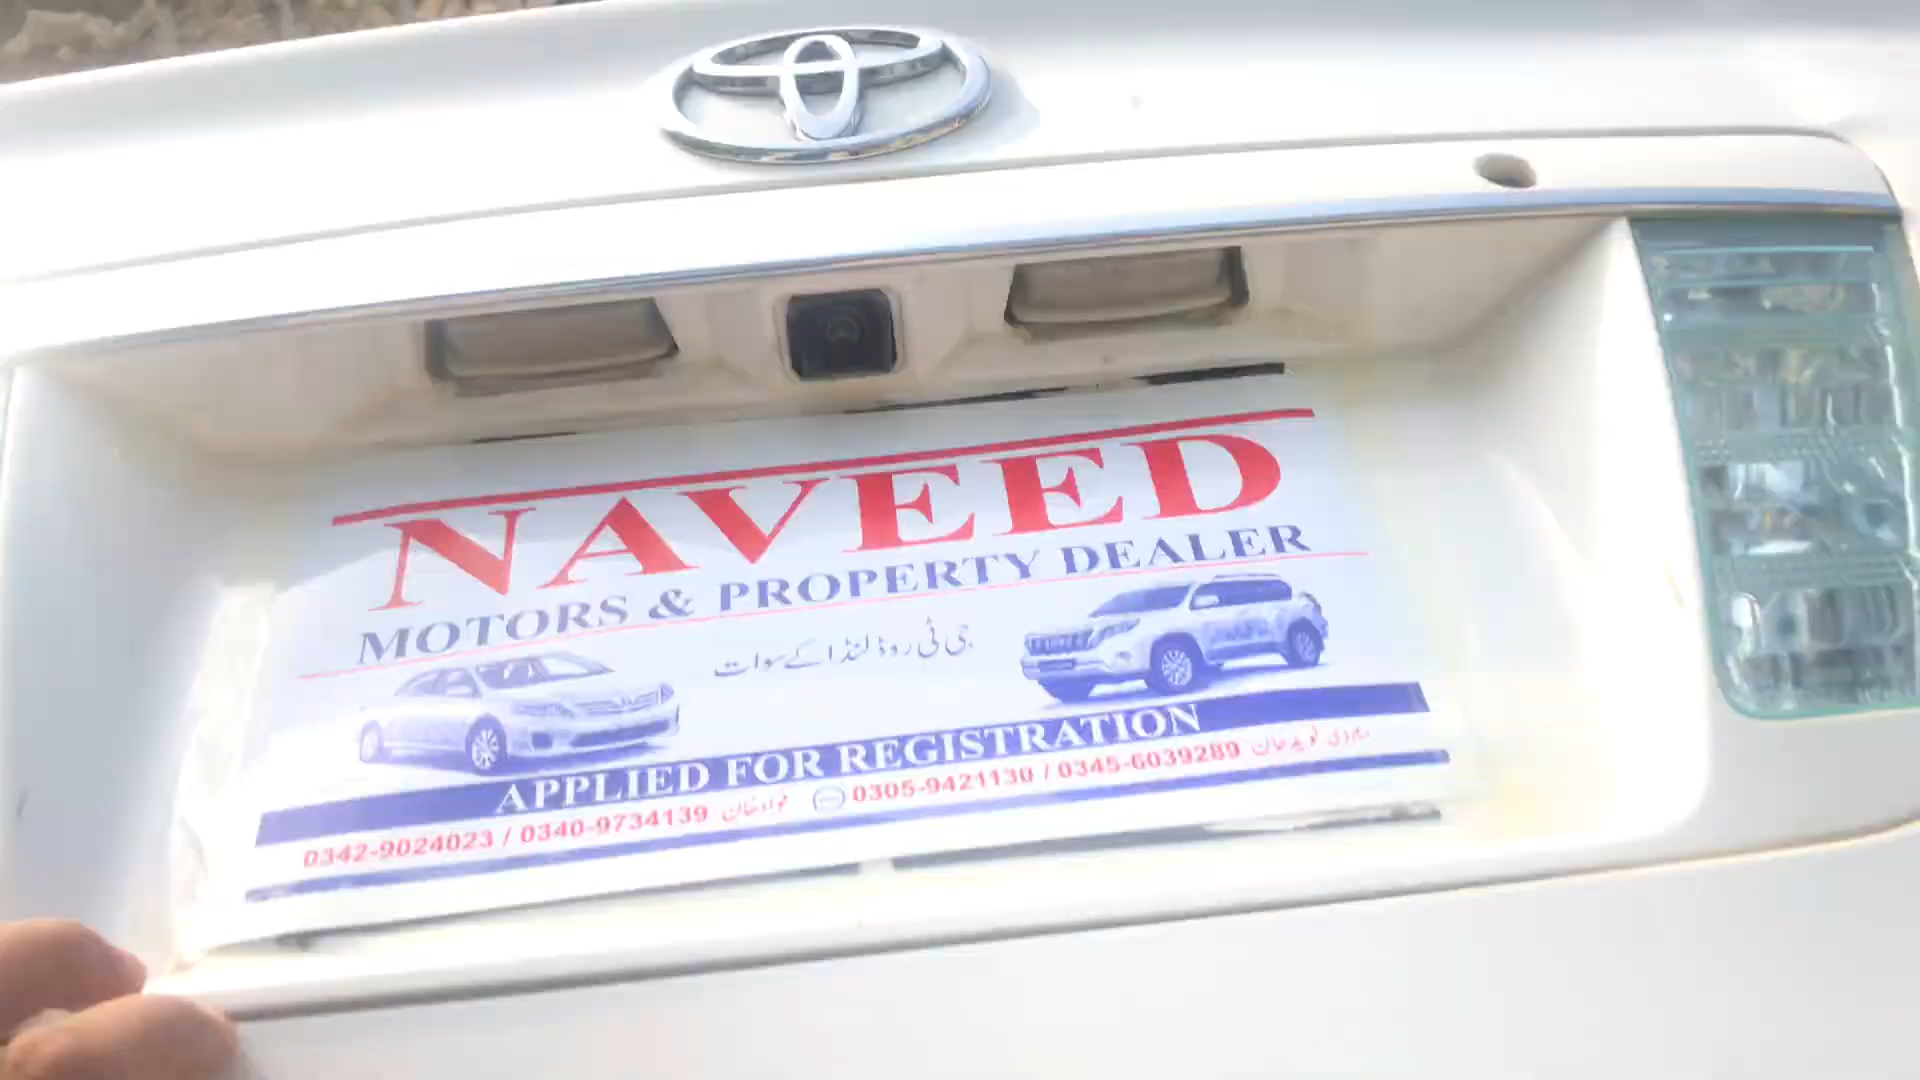 NAVEED
MOTORS & PROPERTY DEALER
جی ٹی روڈ لنڈاکے سوات
APPLIED FOR REGISTRATION
0342-9024023 / 0340-9734139 0305-9421130 / 0345-6039289